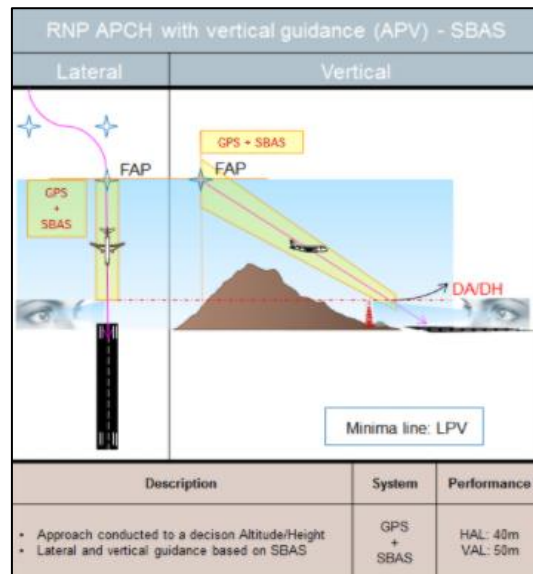 RNP APCH with vertical guidance (APV) - SBAS
Lateral
Vertical
GPS + SBAS
FAP
FAP
GPS
+
SBAS
DA/DH
Minima line: LPV
Description
System
Performance
• Approach conducted to a decison Altitude/Height
• Lateral and vertical guidance based on SBAS
GPS
+
SBAS
HAL: 40m
VAL: 50m